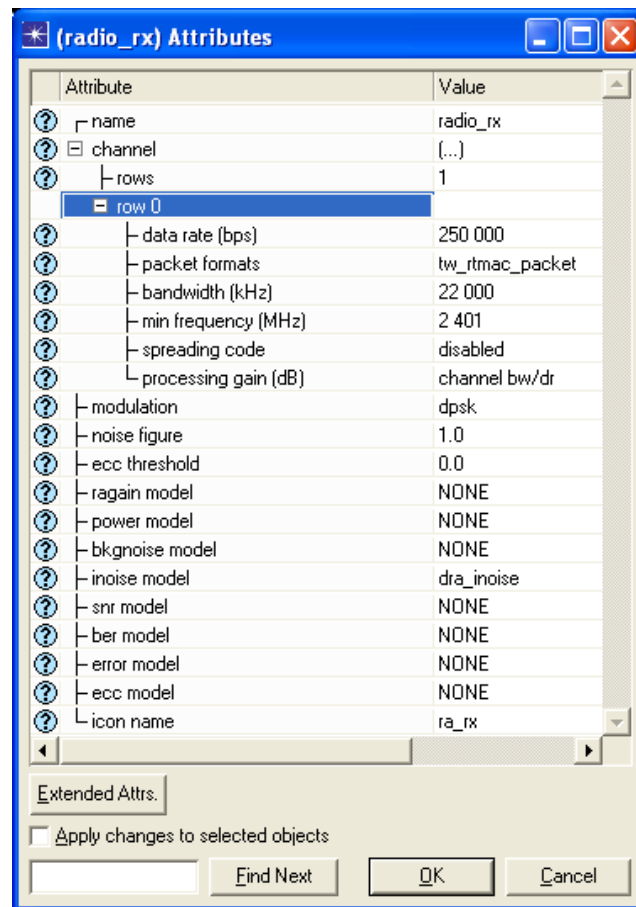 (radio_rx) Attributes
Attribute Value
name radio_rx
channel (...)
rows 1
row 0
data rate (bps) 250 000
packet formats tw_rtmac_packet
bandwidth (kHz) 22 000
min frequency (MHz) 2 401
spreading code disabled
processing gain (dB) channel bw/dr
modulation dpsk
noise figure 1.0
ecc threshold 0.0
ragain model NONE
power model NONE
bkgnoise model NONE
inoise model dra_inoise
snr model NONE
ber model NONE
error model NONE
ecc model NONE
icon name ra_rx
Extended Attrs.
Apply changes to selected objects
Find Next OK Cancel